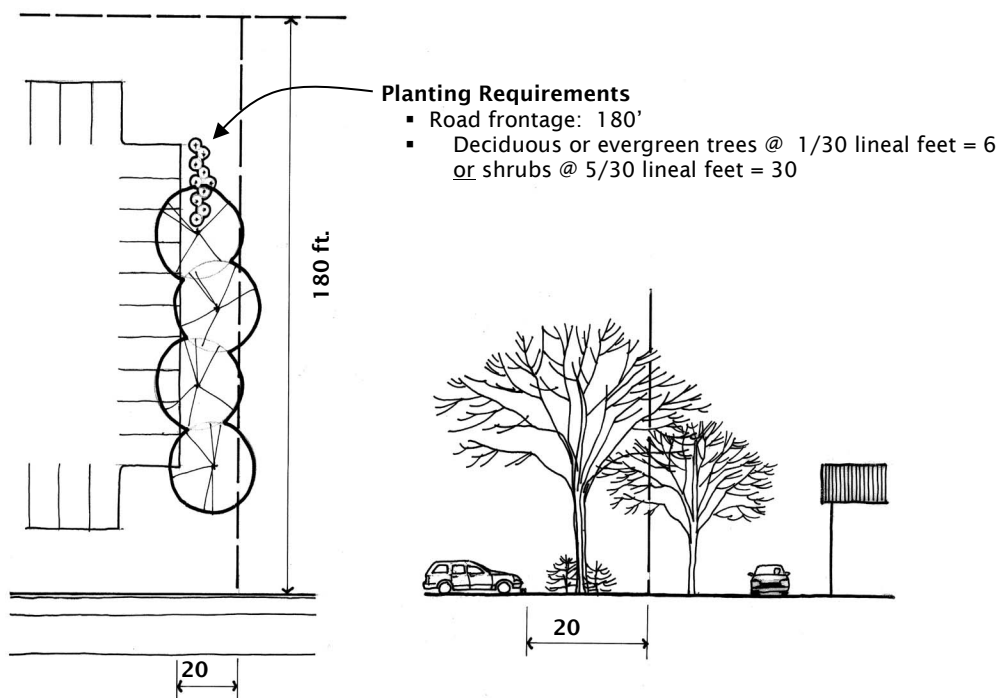 Planting Requirements
▪ Road frontage: 180’
▪ Deciduous or evergreen trees @ 1/30 lineal feet = 6
or shrubs @ 5/30 lineal feet = 30
180 ft.
20
20